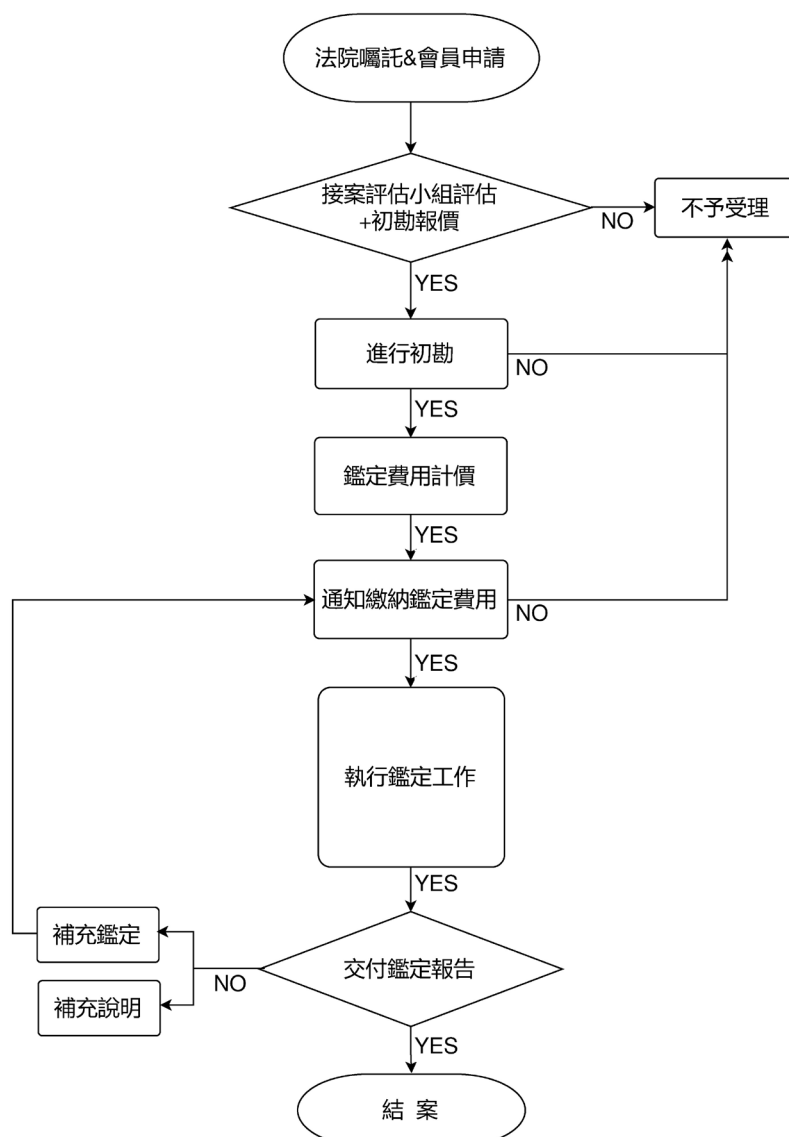 法院囑託&會員申請
接案評估小組評估
+初勘報價
NO
不予受理
YES
進行初勘
NO
YES
鑑定費用計價
YES
通知繳納鑑定費用
NO
YES
執行鑑定工作
YES
補充鑑定
交付鑑定報告
NO
補充說明
YES
結 案